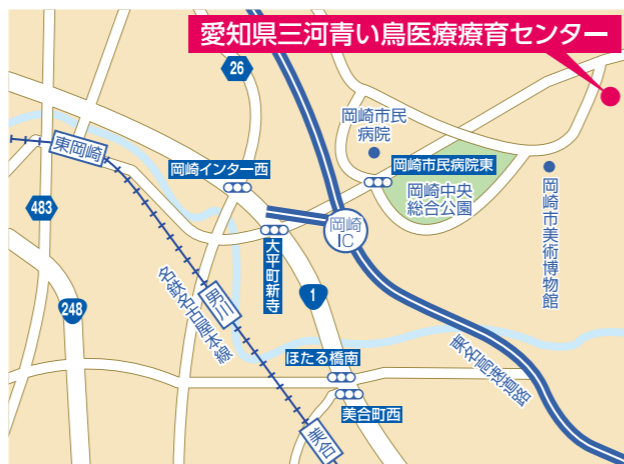 愛知県三河青い鳥医療療育センター
26
岡崎市民
病院
東岡崎
岡崎インター西
岡崎市民病院東
岡崎中央
総合公園
483
岡崎
IC
岡崎市美術博物館
大平町新寺
248
名鉄名古屋本線
男川
1
ほたる橋南
東名高速道路
美合町西
美合